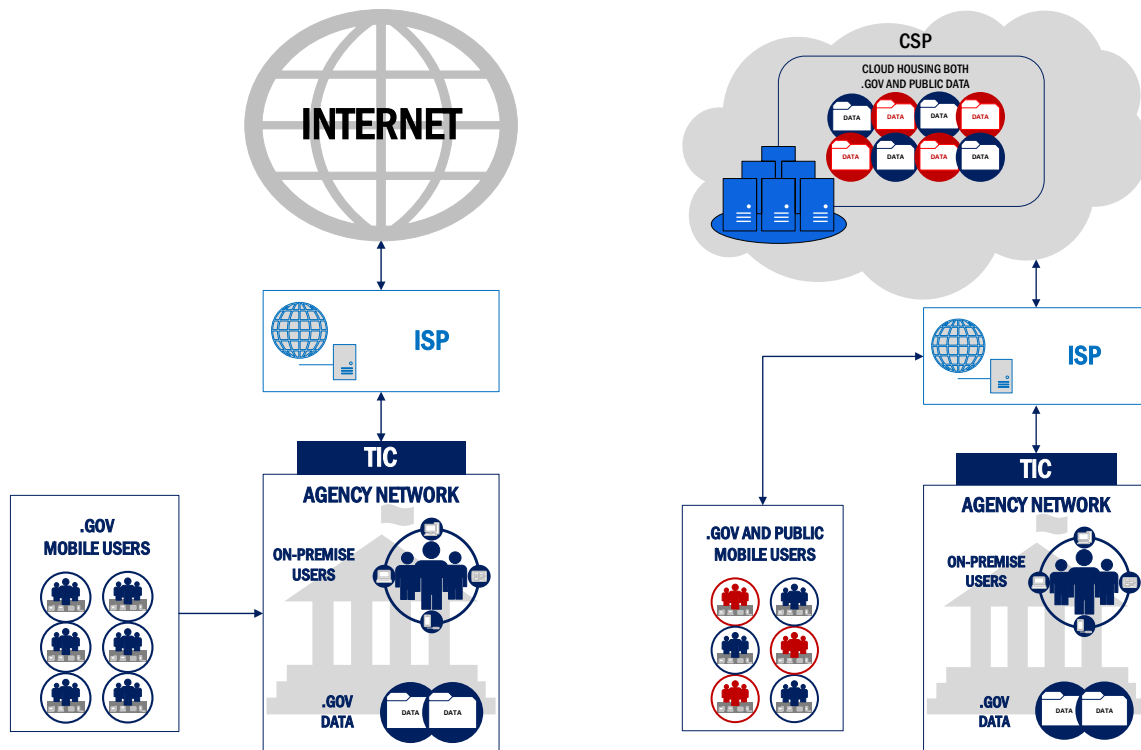 INTERNET
ISP
TIC
AGENCY NETWORK
.GOV
MOBILE USERS
ON-PREMISE
USERS
.GOV
DATA
DATA
DATA
CSP
CLOUD HOUSING BOTH
.GOV AND PUBLIC DATA
DATA
DATA
DATA
DATA
DATA
DATA
DATA
DATA
ISP
TIC
AGENCY NETWORK
.GOV AND PUBLIC
MOBILE USERS
ON-PREMISE
USERS
.GOV
DATA
DATA
DATA